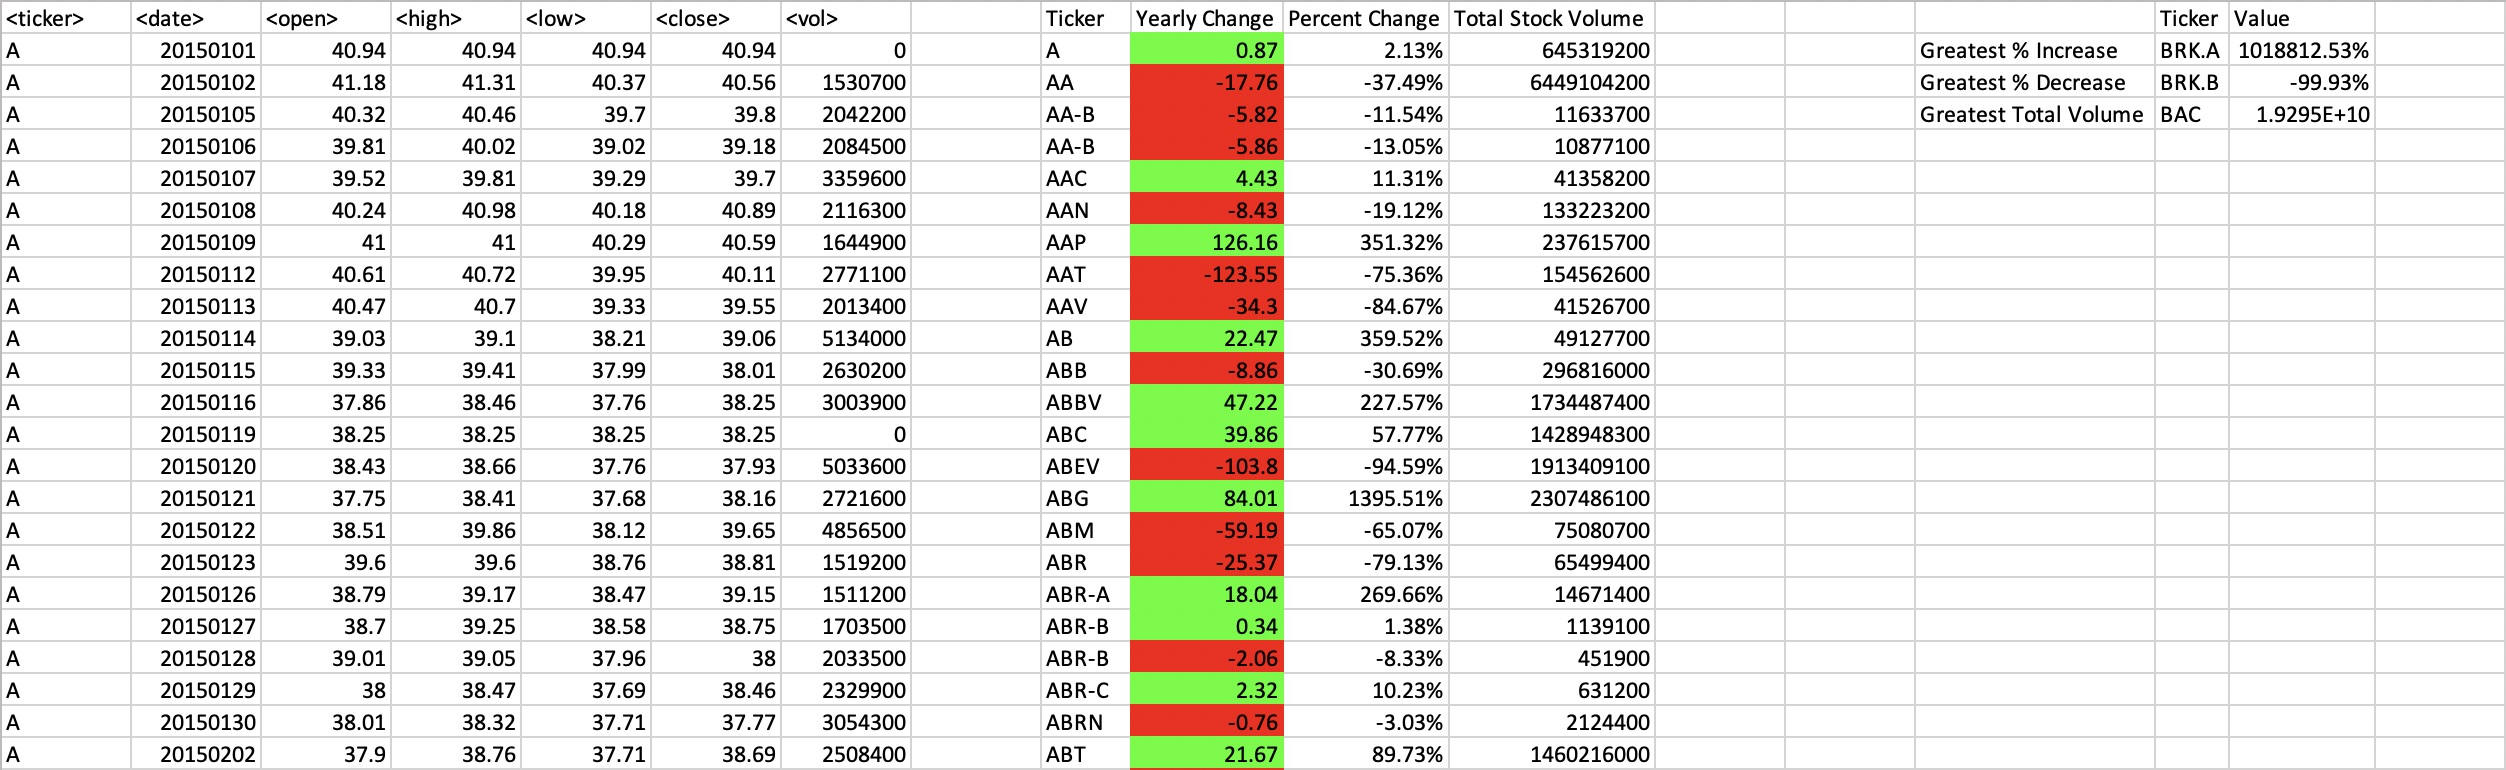 <ticker> <date> <open> <high> <low> <close> <vol> Ticker Yearly Change Percent Change Total Stock Volume Ticker Value
A 20150101 40.94 40.94 40.94 40.94 0 A 0.87 2.13% 645319200 Greatest % Increase BRK.A 1018812.53%
A 20150102 41.18 41.31 40.37 40.56 1530700 AA -17.76 -37.49% 6449104200 Greatest % Decrease BRK.B -99.93%
A 20150105 40.32 40.46 39.7 39.8 2042200 AA-B -5.82 -11.54% 11633700 Greatest Total Volume BAC 1.9295E+10
A 20150106 39.81 40.02 39.02 39.18 2084500 AA-B -5.86 -13.05% 10877100
A 20150107 39.52 39.81 39.29 39.7 3359600 AAC 4.43 11.31% 41358200
A 20150108 40.24 40.98 40.18 40.89 2116300 AAN -8.43 -19.12% 133223200
A 20150109 41 41 40.29 40.59 1644900 AAP 126.16 351.32% 237615700
A 20150112 40.61 40.72 39.95 40.11 2771100 AAT -123.55 -75.36% 154562600
A 20150113 40.47 40.7 39.33 39.55 2013400 AAV -34.3 -84.67% 41526700
A 20150114 39.03 39.1 38.21 39.06 5134000 AB 22.47 359.52% 49127700
A 20150115 39.33 39.41 37.99 38.01 2630200 ABB -8.86 -30.69% 296816000
A 20150116 37.86 38.46 37.76 38.25 3003900 ABBV 47.22 227.57% 1734487400
A 20150119 38.25 38.25 38.25 38.25 0 ABC 39.86 57.77% 1428948300
A 20150120 38.43 38.66 37.76 37.93 5033600 ABEV -103.8 -94.59% 1913409100
A 20150121 37.75 38.41 37.68 38.16 2721600 ABG 84.01 1395.51% 2307486100
A 20150122 38.51 39.86 38.12 39.65 4856500 ABM -59.19 -65.07% 75080700
A 20150123 39.6 39.6 38.76 38.81 1519200 ABR -25.37 -79.13% 65499400
A 20150126 38.79 39.17 38.47 39.15 1511200 ABR-A 18.04 269.66% 14671400
A 20150127 38.7 39.25 38.58 38.75 1703500 ABR-B 0.34 1.38% 1139100
A 20150128 39.01 39.05 37.96 38 2033500 ABR-B -2.06 -8.33% 451900
A 20150129 38 38.47 37.69 38.46 2329900 ABR-C 2.32 10.23% 631200
A 20150130 38.01 38.32 37.71 37.77 3054300 ABRN -0.76 -3.03% 2124400
A 20150202 37.9 38.76 37.71 38.69 2508400 ABT 21.67 89.73% 1460216000